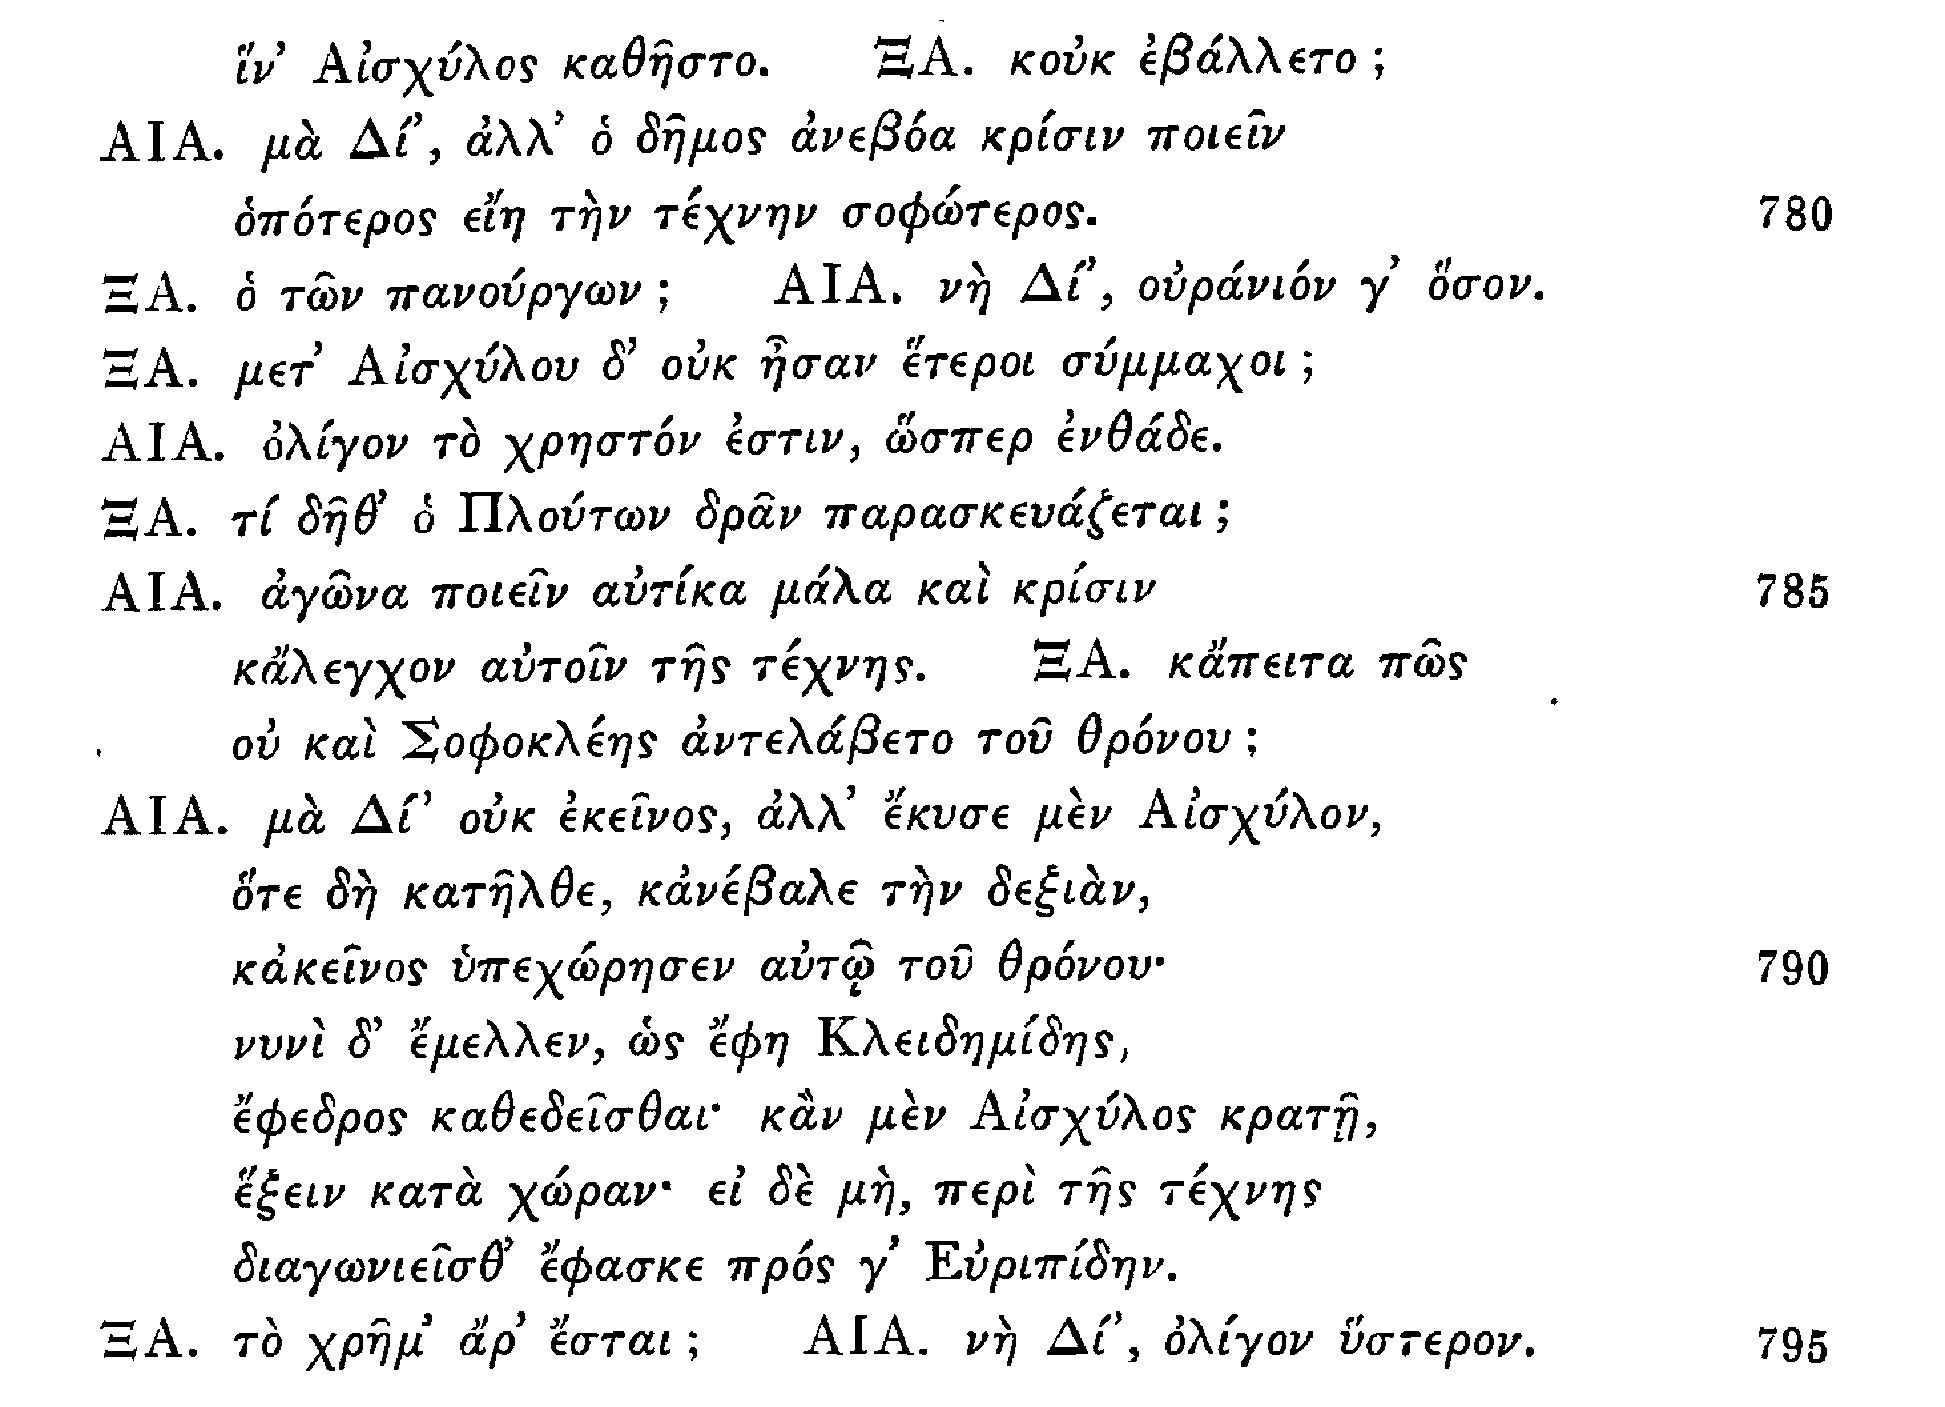 ἵν’ Αἰσχύλος καθῆστο. ΞΑ. κοὐκ ἐβάλλετο ;
ΑΙΑ. μὰ Δί’, ἀλλ’ ὁ δῆμος ἀνεβόα κρίσιν ποιεῖν
ὁπότερος εἴη τὴν τέχνην σοφώτερος. 780
ΞΑ. ὁ τῶν πανούργων ; ΑΙΑ. νὴ Δί’, οὐράνιόν γ’ ὅσον.
ΞΑ. μετ’ Αἰσχύλου δ’ οὐκ ἦσαν ἕτεροι σύμμαχοι ;
ΑΙΑ. ὀλίγον τὸ χρηστόν ἐστιν, ὥσπερ ἐνθάδε.
ΞΑ. τί δῆθ’ ὁ Πλούτων δρᾶν παρασκευάζεται ;
ΑΙΑ. ἀγῶνα ποιεῖν αὐτίκα μάλα καὶ κρίσιν 785
κἄλεγχον αὐτοῖν τῆς τέχνης. ΞΑ. κἄπειτα πῶς
οὐ καὶ Σοφοκλέης ἀντελάβετο τοῦ θρόνου ;
ΑΙΑ. μὰ Δί’ οὐκ ἐκεῖνος, ἀλλ’ ἔκυσε μὲν Αἰσχύλον,
ὅτε δὴ κατῆλθε, κἀνέβαλε τὴν δεξιὰν,
κἀκεῖνος ὑπεχώρησεν αὐτῷ τοῦ θρόνου· 790
νυνὶ δ’ ἔμελλεν, ὡς ἔφη Κλειδημίδης,
ἔφεδρος καθεδεῖσθαι· κἂν μὲν Αἰσχύλος κρατῇ,
ἕξειν κατὰ χώραν· εἰ δὲ μὴ, περὶ τῆς τέχνης
διαγωνιεῖσθ’ ἔφασκε πρός γ’ Εὐριπίδην.
ΞΑ. τὸ χρῆμ’ ἄρ’ ἔσται ; ΑΙΑ. νὴ Δί’, ὀλίγον ὕστερον. 795